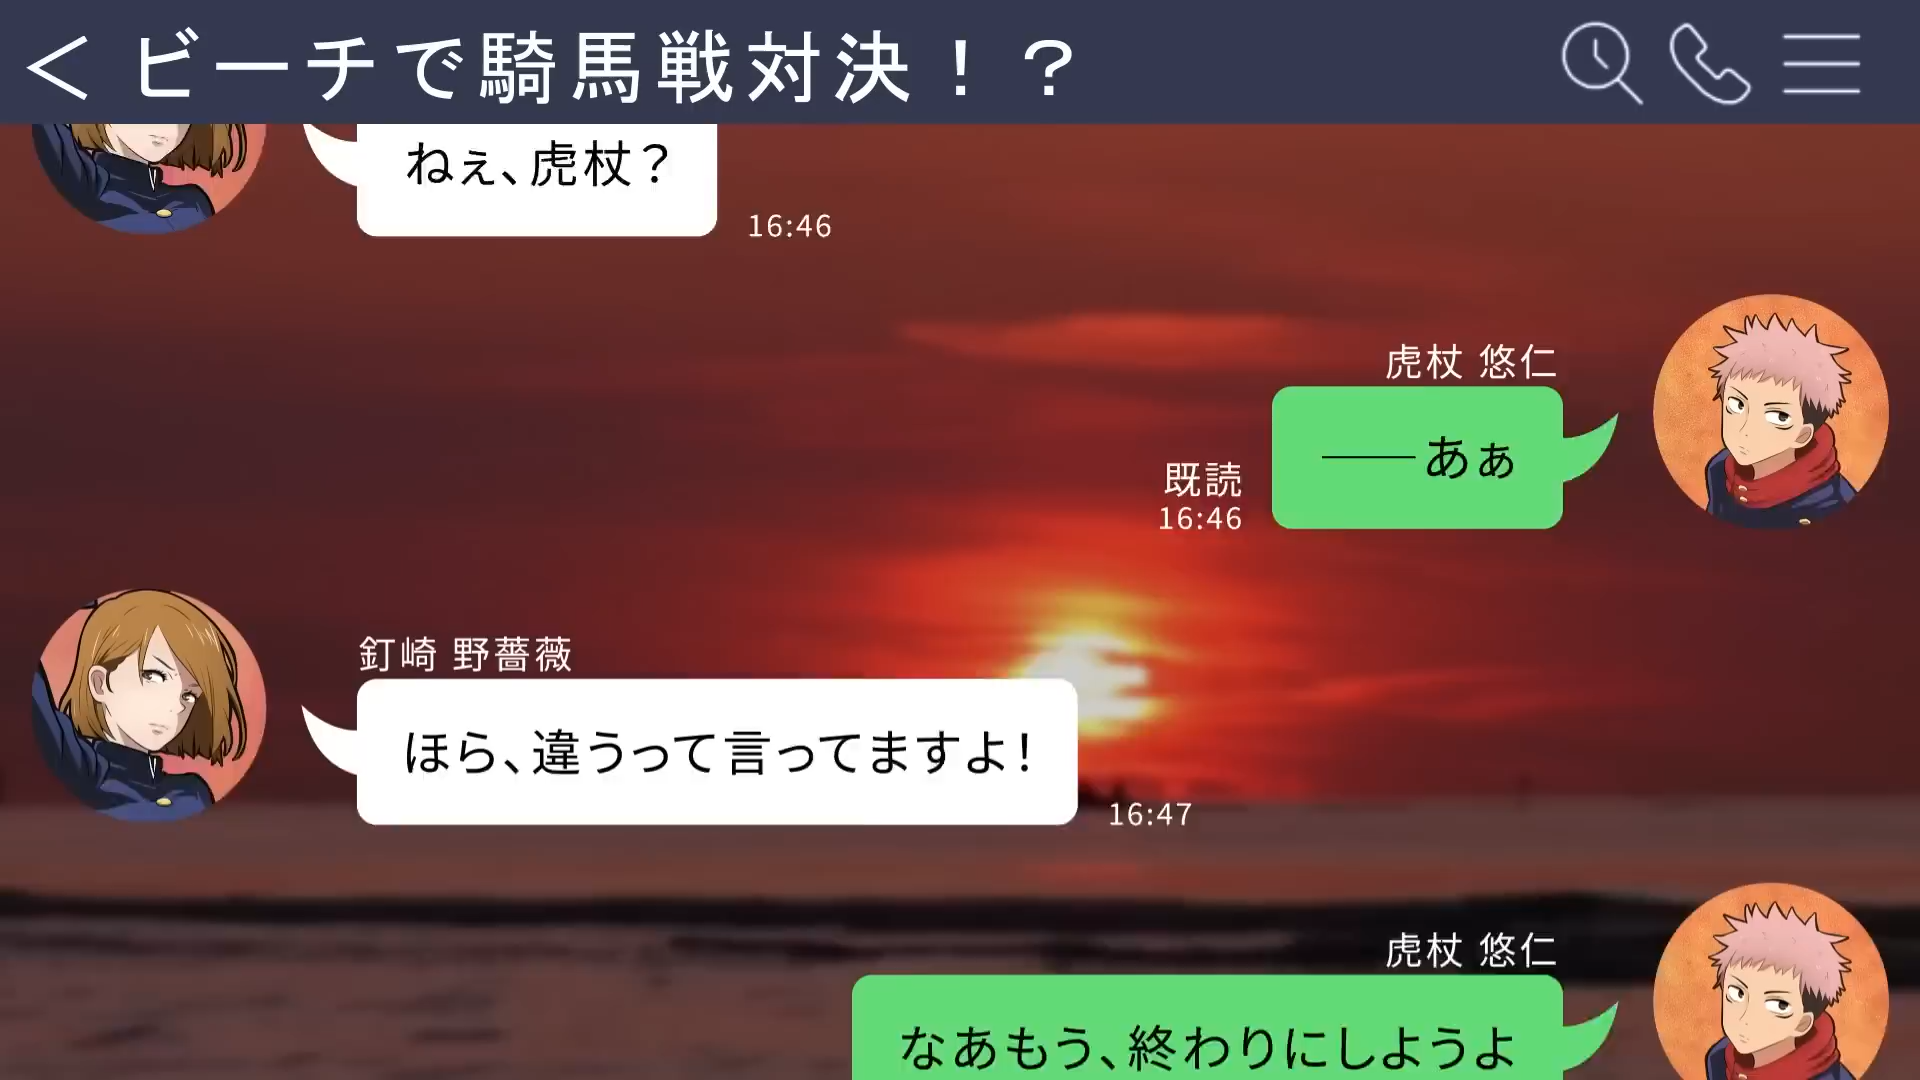 ＜ ビーチで騎馬戦対決！？
ねぇ、虎杖？
16:46
虎杖 悠仁
――あぁ
既読
16:46
釘崎 野薔薇
ほら、違うって言ってますよ！
16:47
虎杖 悠仁
なあもう、終わりにしようよ